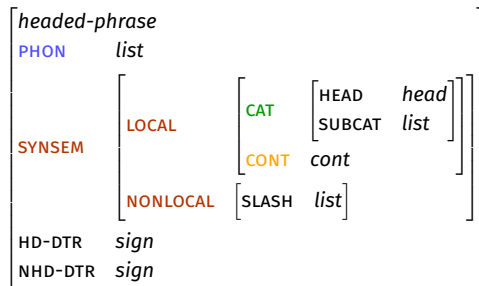 headed-phrase
PHON list
SYNSEM LOCAL CAT HEAD head
SUBCAT list
CONT cont
NONLOCAL SLASH list
HD-DTR sign
NHD-DTR sign